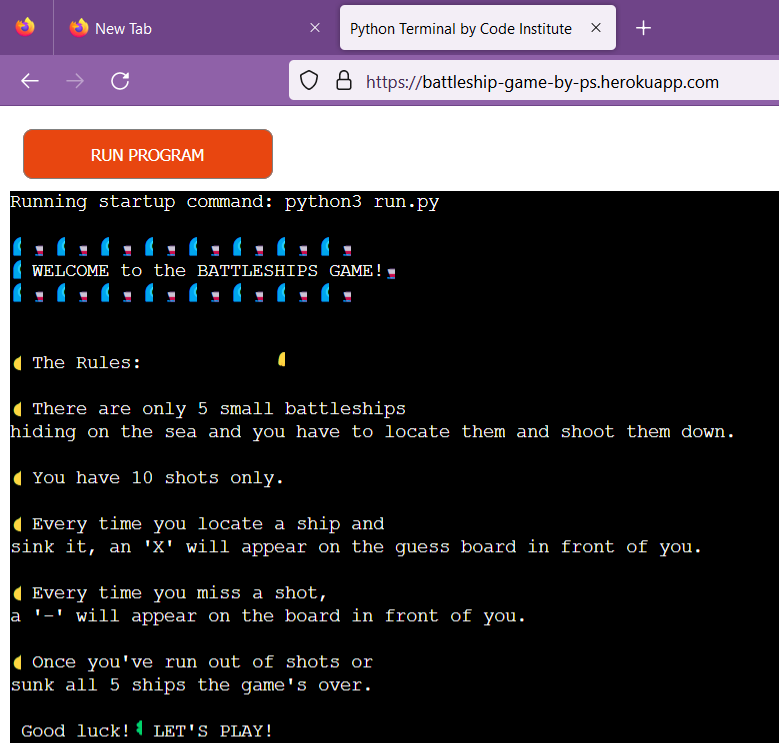 New Tab
Python Terminal by Code Institute
https://battleship-game-by-ps.herokuapp.com
RUN PROGRAM
Running startup command: python3 run.py
WELCOME to the BATTLESHIPS GAME!
The Rules:
There are only 5 small battleships
hiding on the sea and you have to locate them and shoot them down.
You have 10 shots only.
Every time you locate a ship and
sink it, an 'X' will appear on the guess board in front of you.
Every time you miss a shot,
a '-' will appear on the board in front of you.
Once you've run out of shots or
sunk all 5 ships the game's over.
Good luck! LET'S PLAY!